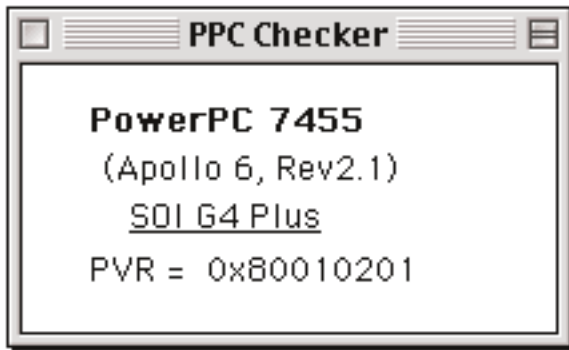 PPC Checker
PowerPC 7455
(Apollo 6, Rev2.1)
SOI G4 Plus
PVR = 0x80010201